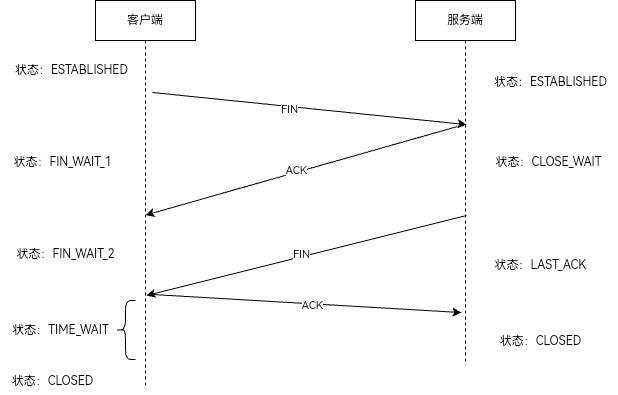 客户端
服务端
状态：ESTABLISHED
状态：ESTABLISHED
FIN
状态：FIN_WAIT_1
状态：CLOSE_WAIT
ACK
状态：FIN_WAIT_2
FIN
状态：LAST_ACK
ACK
状态：TIME_WAIT
状态：CLOSED
状态：CLOSED